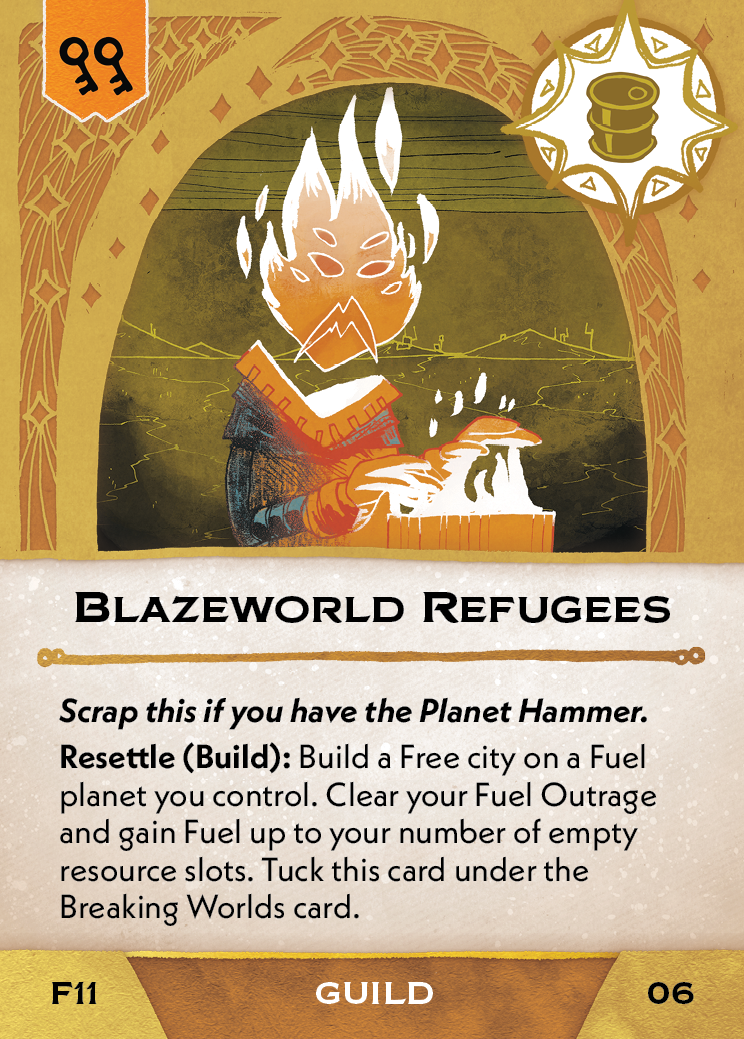 Blazeworld Refugees
Scrap this if you have the Planet Hammer.
Resettle (Build): Build a Free city on a Fuel
planet you control. Clear your Fuel Outrage
and gain Fuel up to your number of empty
resource slots. Tuck this card under the
Breaking Worlds card.
F11 GUILD 06